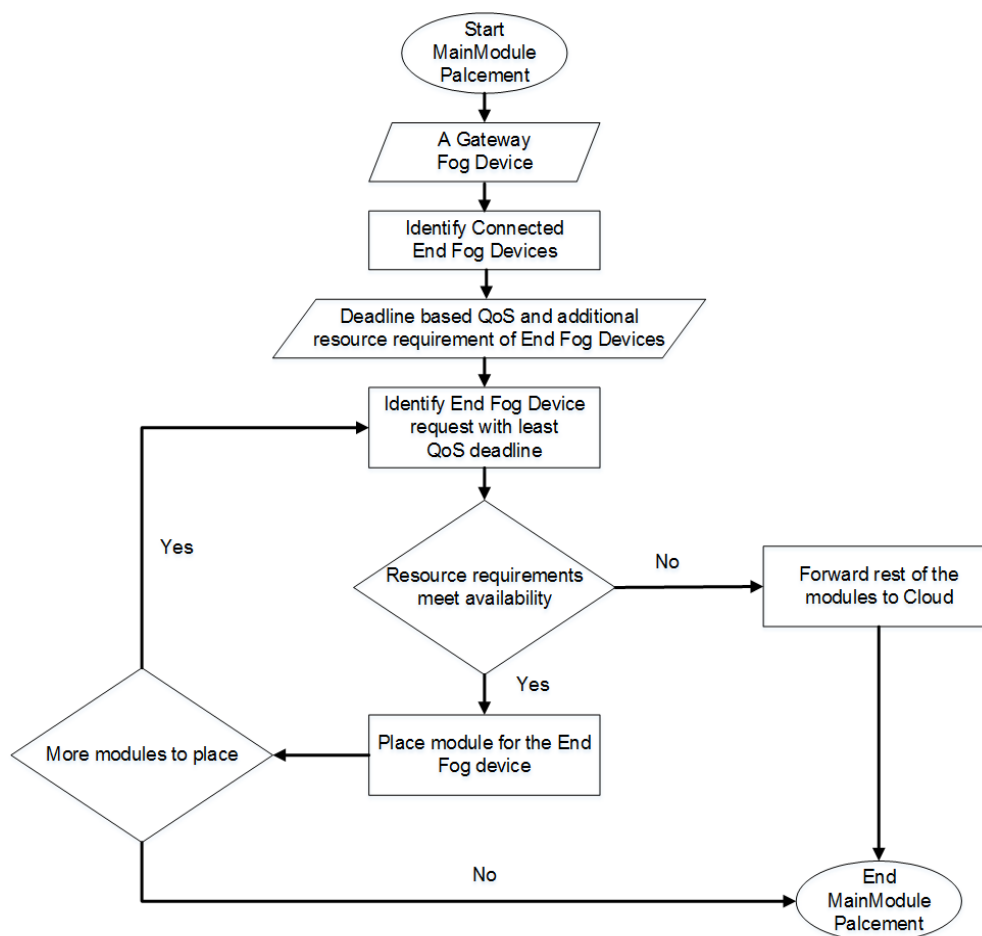 Start
MainModule
Palcement
A Gateway
Fog Device
Identify Connected
End Fog Devices
Deadline based QoS and additional
resource requirement of End Fog Devices
Identify End Fog Device
request with least
QoS deadline
Yes
Resource requirements
meet availability
No
Forward rest of the
modules to Cloud
Yes
More modules to place
Place module for the End
Fog device
No
End
MainModule
Palcement